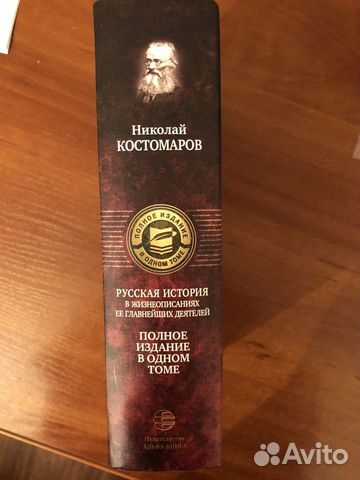 Николай
КОСТОМАРОВ
ПОЛНОЕ ИЗДАНИЕ
В ОДНОМ ТОМЕ
РУССКАЯ ИСТОРИЯ
В ЖИЗНЕОПИСАНИЯХ
ЕЕ ГЛАВНЕЙШИХ ДЕЯТЕЛЕЙ
ПОЛНОЕ
ИЗДАНИЕ
В ОДНОМ
ТОМЕ
Издательство
АЛЬФА-КНИГА
Avito